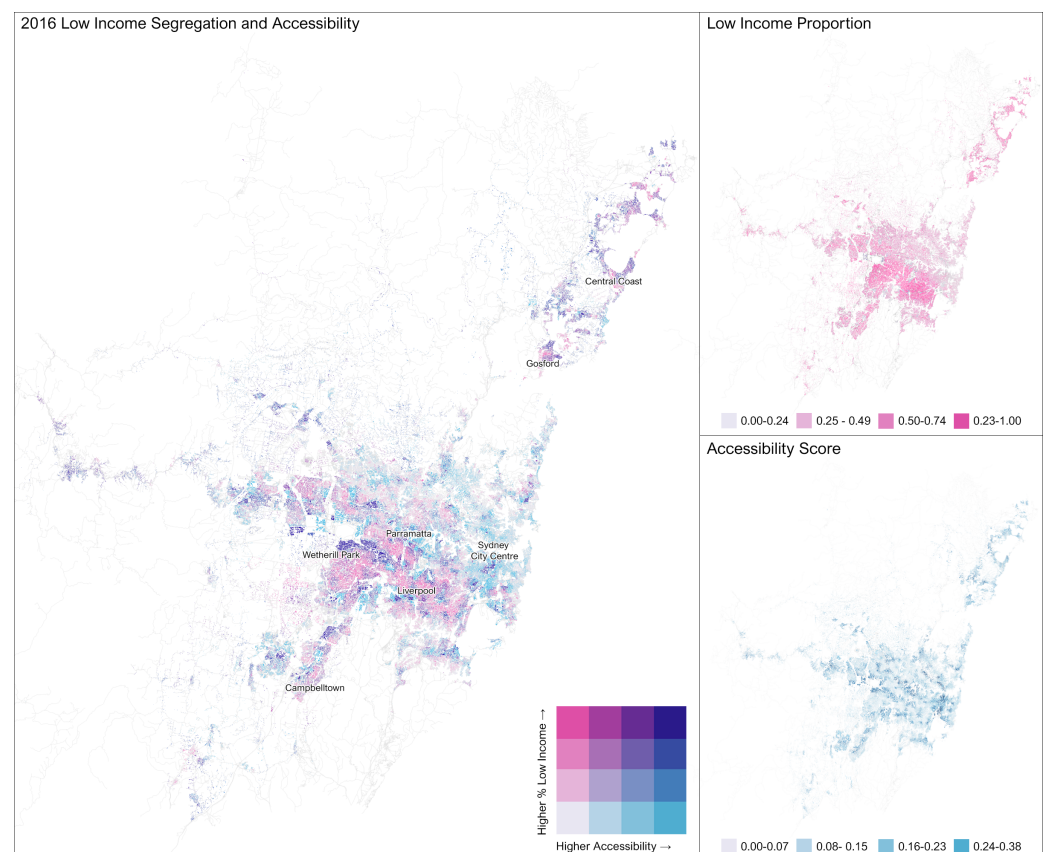 2016 Low Income Segregation and Accessibility
Central Coast
Gosford
Parramatta
Wetherill Park
Sydney
City Centre
Liverpool
Campbelltown
Higher % Low Income →
Higher Accessibility →
Low Income Proportion
0.00-0.24
0.25 - 0.49
0.50-0.74
0.23-1.00
Accessibility Score
0.00-0.07
0.08- 0.15
0.16-0.23
0.24-0.38